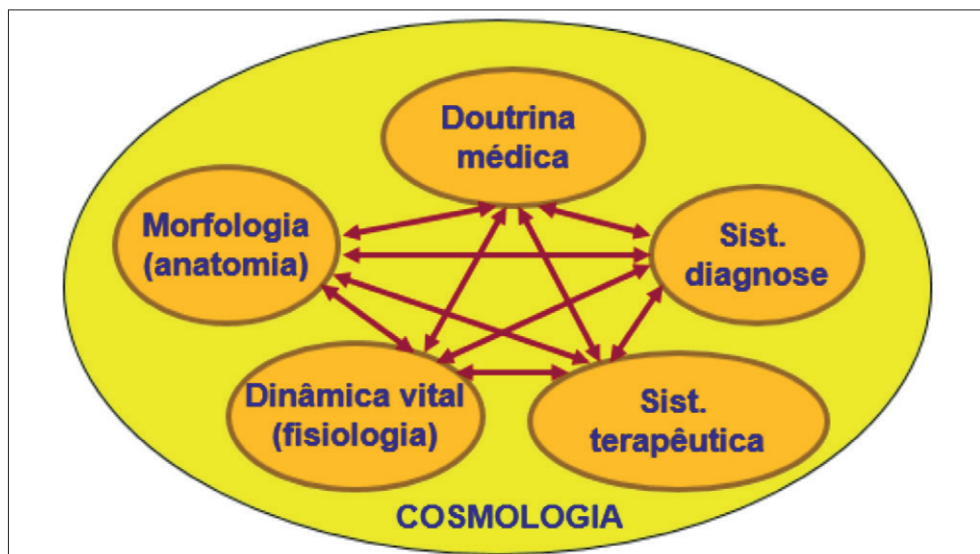 Doutrina
médica
Morfologia
(anatomia)
Sist.
diagnose
Dinâmica vital
(fisiologia)
Sist.
terapêutica
COSMOLOGIA